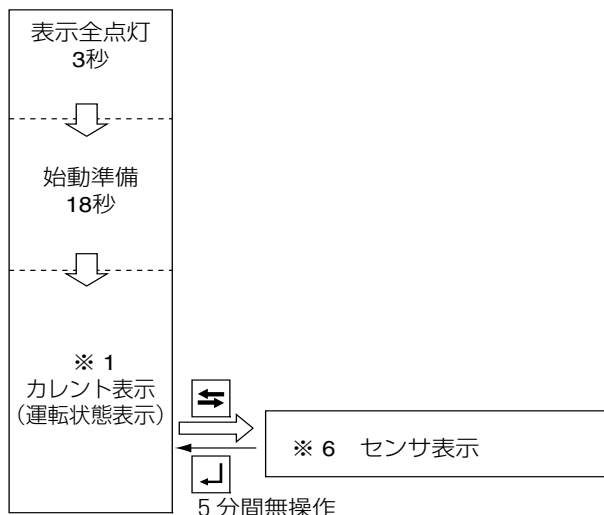 表示全点灯
3秒
始動準備
18秒
※ 1
カレント表示
（運転状態表示）
※ 6 センサ表示
5 分間無操作